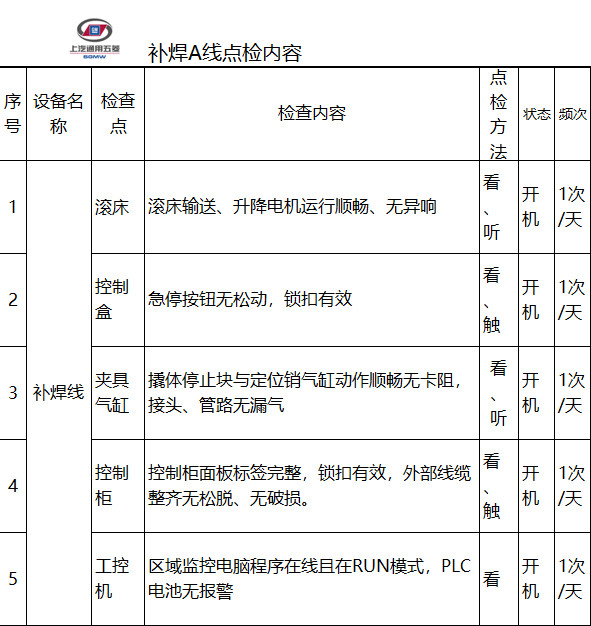 上汽通用五菱
SGMW
补焊A线点检内容
序号 设备名称 检查点 检查内容 点检方法 状态 频次
1 补焊线 滚床 滚床输送、升降电机运行顺畅、无异响 看、听 开机 1次/天
2 控制盒 急停按钮无松动，锁扣有效 看、触 开机 1次/天
3 夹具气缸 撬体停止块与定位销气缸动作顺畅无卡阻，接头、管路无漏气 看、听 开机 1次/天
4 控制柜 控制柜面板标签完整，锁扣有效，外部线缆整齐无松脱、无破损。 看、触 开机 1次/天
5 工控机 区域监控电脑程序在线且在RUN模式，PLC电池无报警 看 开机 1次/天